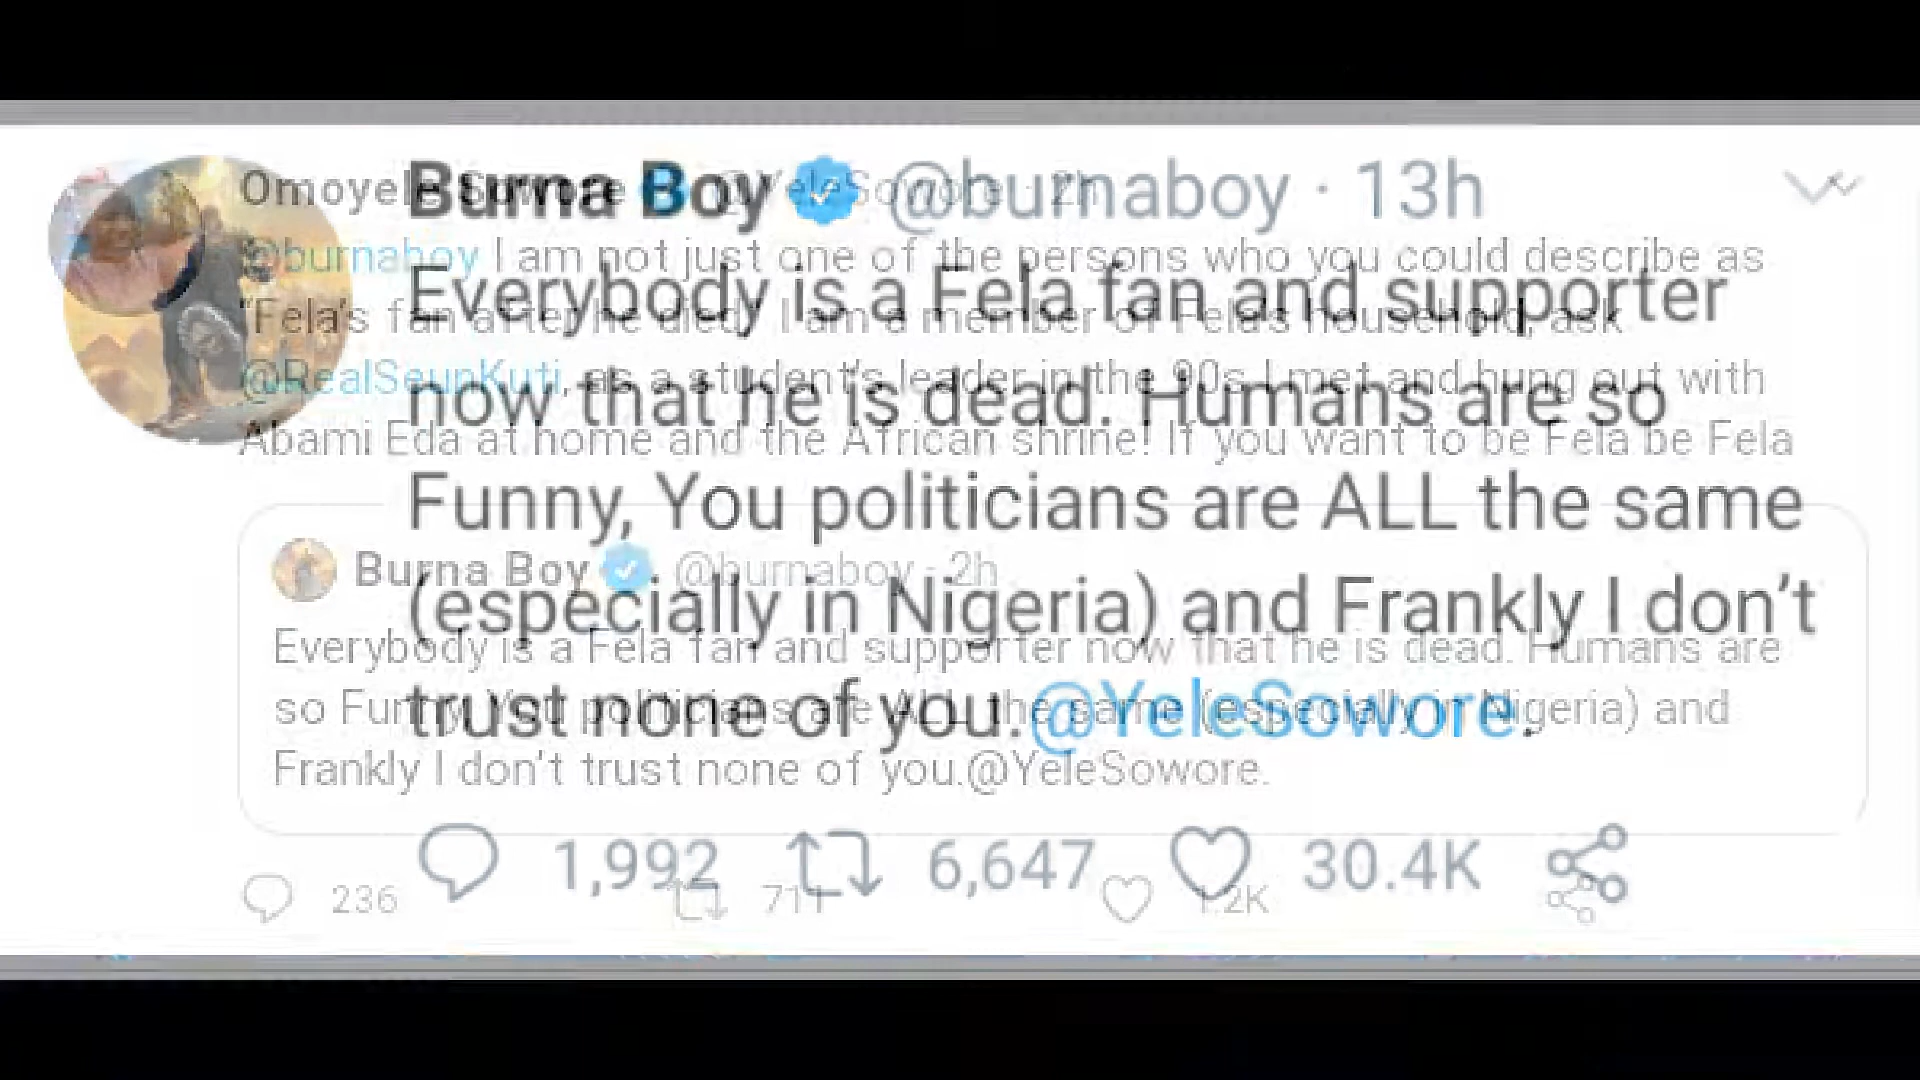 Burna Boy @burnaboy · 13h
Everybody is a Fela fan and supporter
now that he is dead. Humans are so
Funny, You politicians are ALL the same
(especially in Nigeria) and Frankly I don't
trust none of you.@YeleSowore.
1,992 6,647 30.4K
Omoyele Sowore @YeleSowore · 2h
@burnaboy I am not just one of the persons who you could describe as
“Fela's fan after he died” I am a member of Fela's household, ask
@RealSeunKuti, as a student's leader in the 90s I met and hung out with
Abami Eda at home and the African shrine! If you want to be Fela be Fela
Burna Boy @burnaboy · 2h
Everybody is a Fela fan and supporter now that he is dead. Humans are
so Funny, You politicians are ALL the same (especially in Nigeria) and
Frankly I don't trust none of you.@YeleSowore.
236 711 1.2K